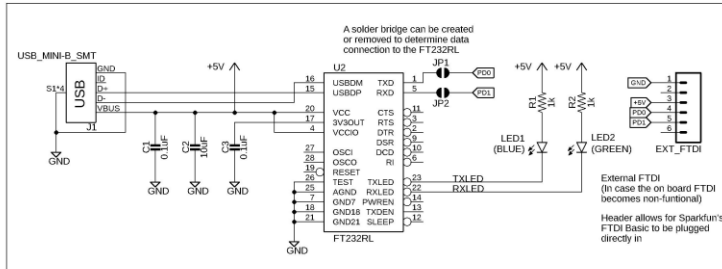 A solder bridge can be created
or removed to determine data
connection to the FT232RL
USB_MINI-B_SMT
GND
ID
D+
D-
VBUS
S1*4
USB
J1
GND
+5V
C1
0.1uF
C2
10uF
C3
0.1uF
GND
GND
GND
U2
16 USBDM TXD 1
15 USBDP RXD 5
20 VCC CTS 11
17 3V3OUT RTS 3
4 VCCIO DTR 2
DSR 9
27 OSCI DCD 10
28 OSCO RI 6
19 RESET
26 TEST TXLED 23
25 AGND RXLED 22
7 GND7 PWREN 14
18 GND18 TXDEN 13
21 GND21 SLEEP 12
FT232RL
GND
JP1
PD0
PD1
JP2
TXLED
RXLED
+5V
+5V
R1
1k
R2
1k
LED1
(BLUE)
LED2
(GREEN)
GND
+5V
PD0
PD1
1
2
3
4
5
6
EXT_FTDI
External FTDI
(In case the on board FTDI
becomes non-funtional)
Header allows for Sparkfun's
FTDI Basic to be plugged
directly in